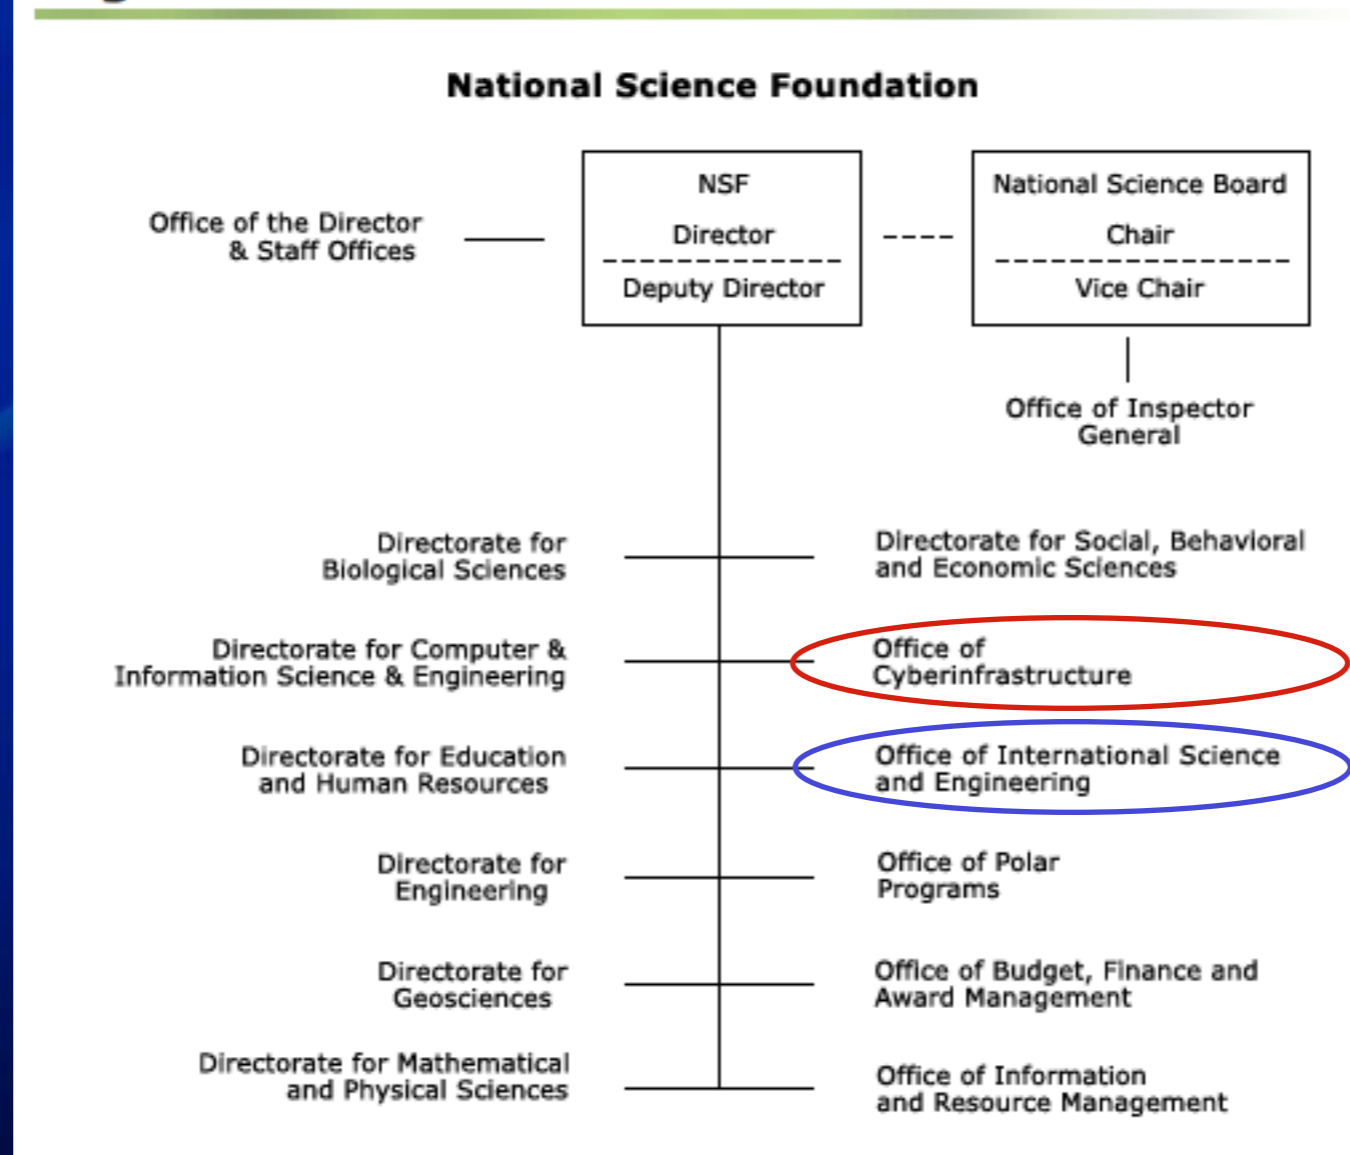 National Science Foundation
Office of the Director
& Staff Offices
NSF
Director
Deputy Director
National Science Board
Chair
Vice Chair
Office of Inspector
General
Directorate for
Biological Sciences
Directorate for Social, Behavioral
and Economic Sciences
Directorate for Computer &
Information Science & Engineering
Office of
Cyberinfrastructure
Directorate for Education
and Human Resources
Office of International Science
and Engineering
Directorate for
Engineering
Office of Polar
Programs
Directorate for
Geosciences
Office of Budget, Finance and
Award Management
Directorate for Mathematical
and Physical Sciences
Office of Information
and Resource Management